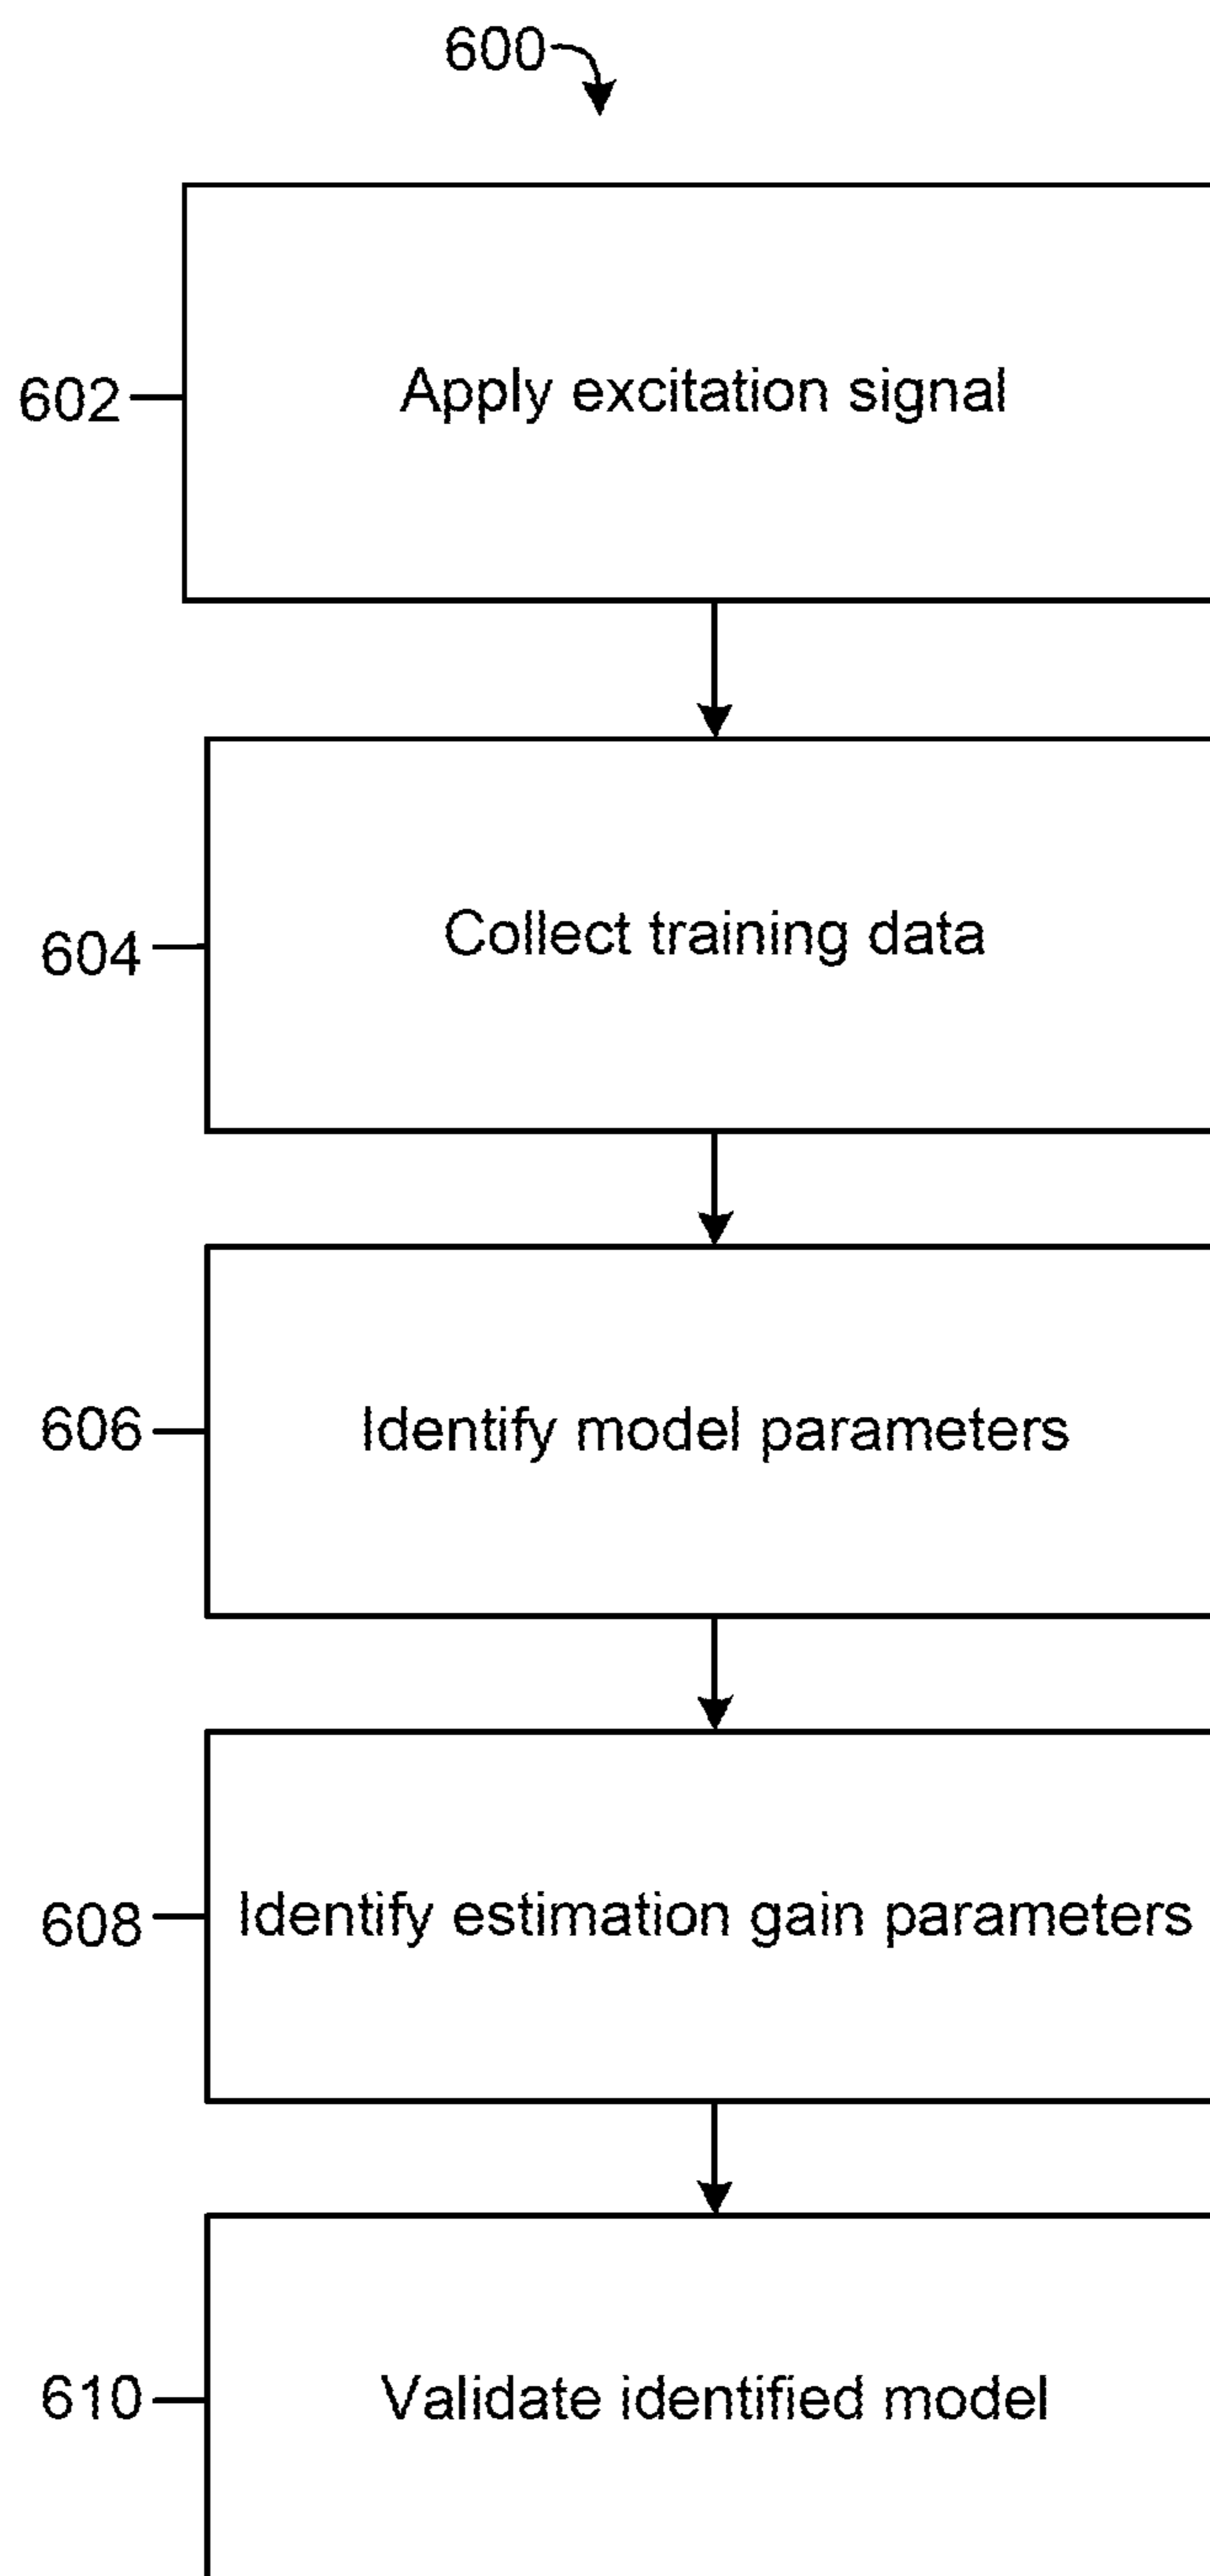 600
602
Apply excitation signal
604
Collect training data
606
Identify model parameters
608
Identify estimation gain parameters
610
Validate identified model